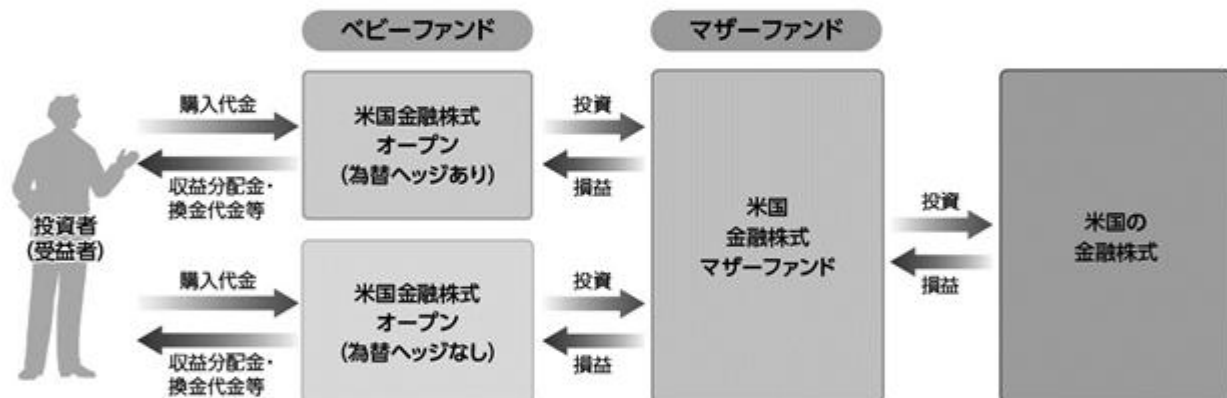 ベビーファンド
マザーファンド
購入代金
収益分配金・
換金代金等
米国金融株式
オープン
(為替ヘッジあり)
投資
損益
投資者
(受益者)
購入代金
収益分配金・
換金代金等
米国金融株式
オープン
(為替ヘッジなし)
投資
損益
米国
金融株式
マザーファンド
投資
損益
米国の
金融株式